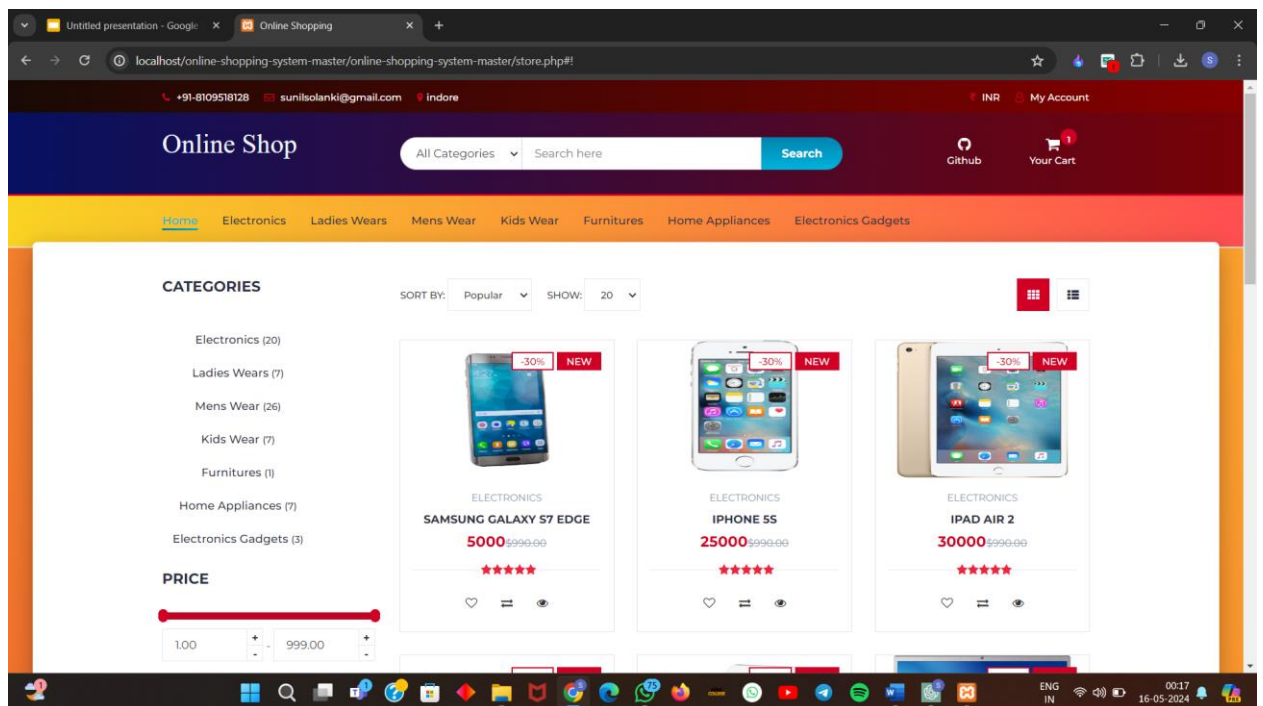 Untitled presentation - Google
Online Shopping
localhost/online-shopping-system-master/online-shopping-system-master/store.php#!
+91-8109518128 sunilsolanki@gmail.com indore INR My Account
Online Shop
All Categories Search here Search
Github
1
Your Cart
Home Electronics Ladies Wears Mens Wear Kids Wear Furnitures Home Appliances Electronics Gadgets
CATEGORIES
Electronics (20)
Ladies Wears (7)
Mens Wear (26)
Kids Wear (7)
Furnitures (1)
Home Appliances (7)
Electronics Gadgets (3)
PRICE
1.00 + - - 999.00 + -
SORT BY: Popular SHOW: 20
-30% NEW
ELECTRONICS
SAMSUNG GALAXY S7 EDGE
5000 $990.00
-30% NEW
ELECTRONICS
IPHONE 5S
25000 $990.00
-30% NEW
ELECTRONICS
IPAD AIR 2
30000 $990.00
ENG
IN
00:17
16-05-2024